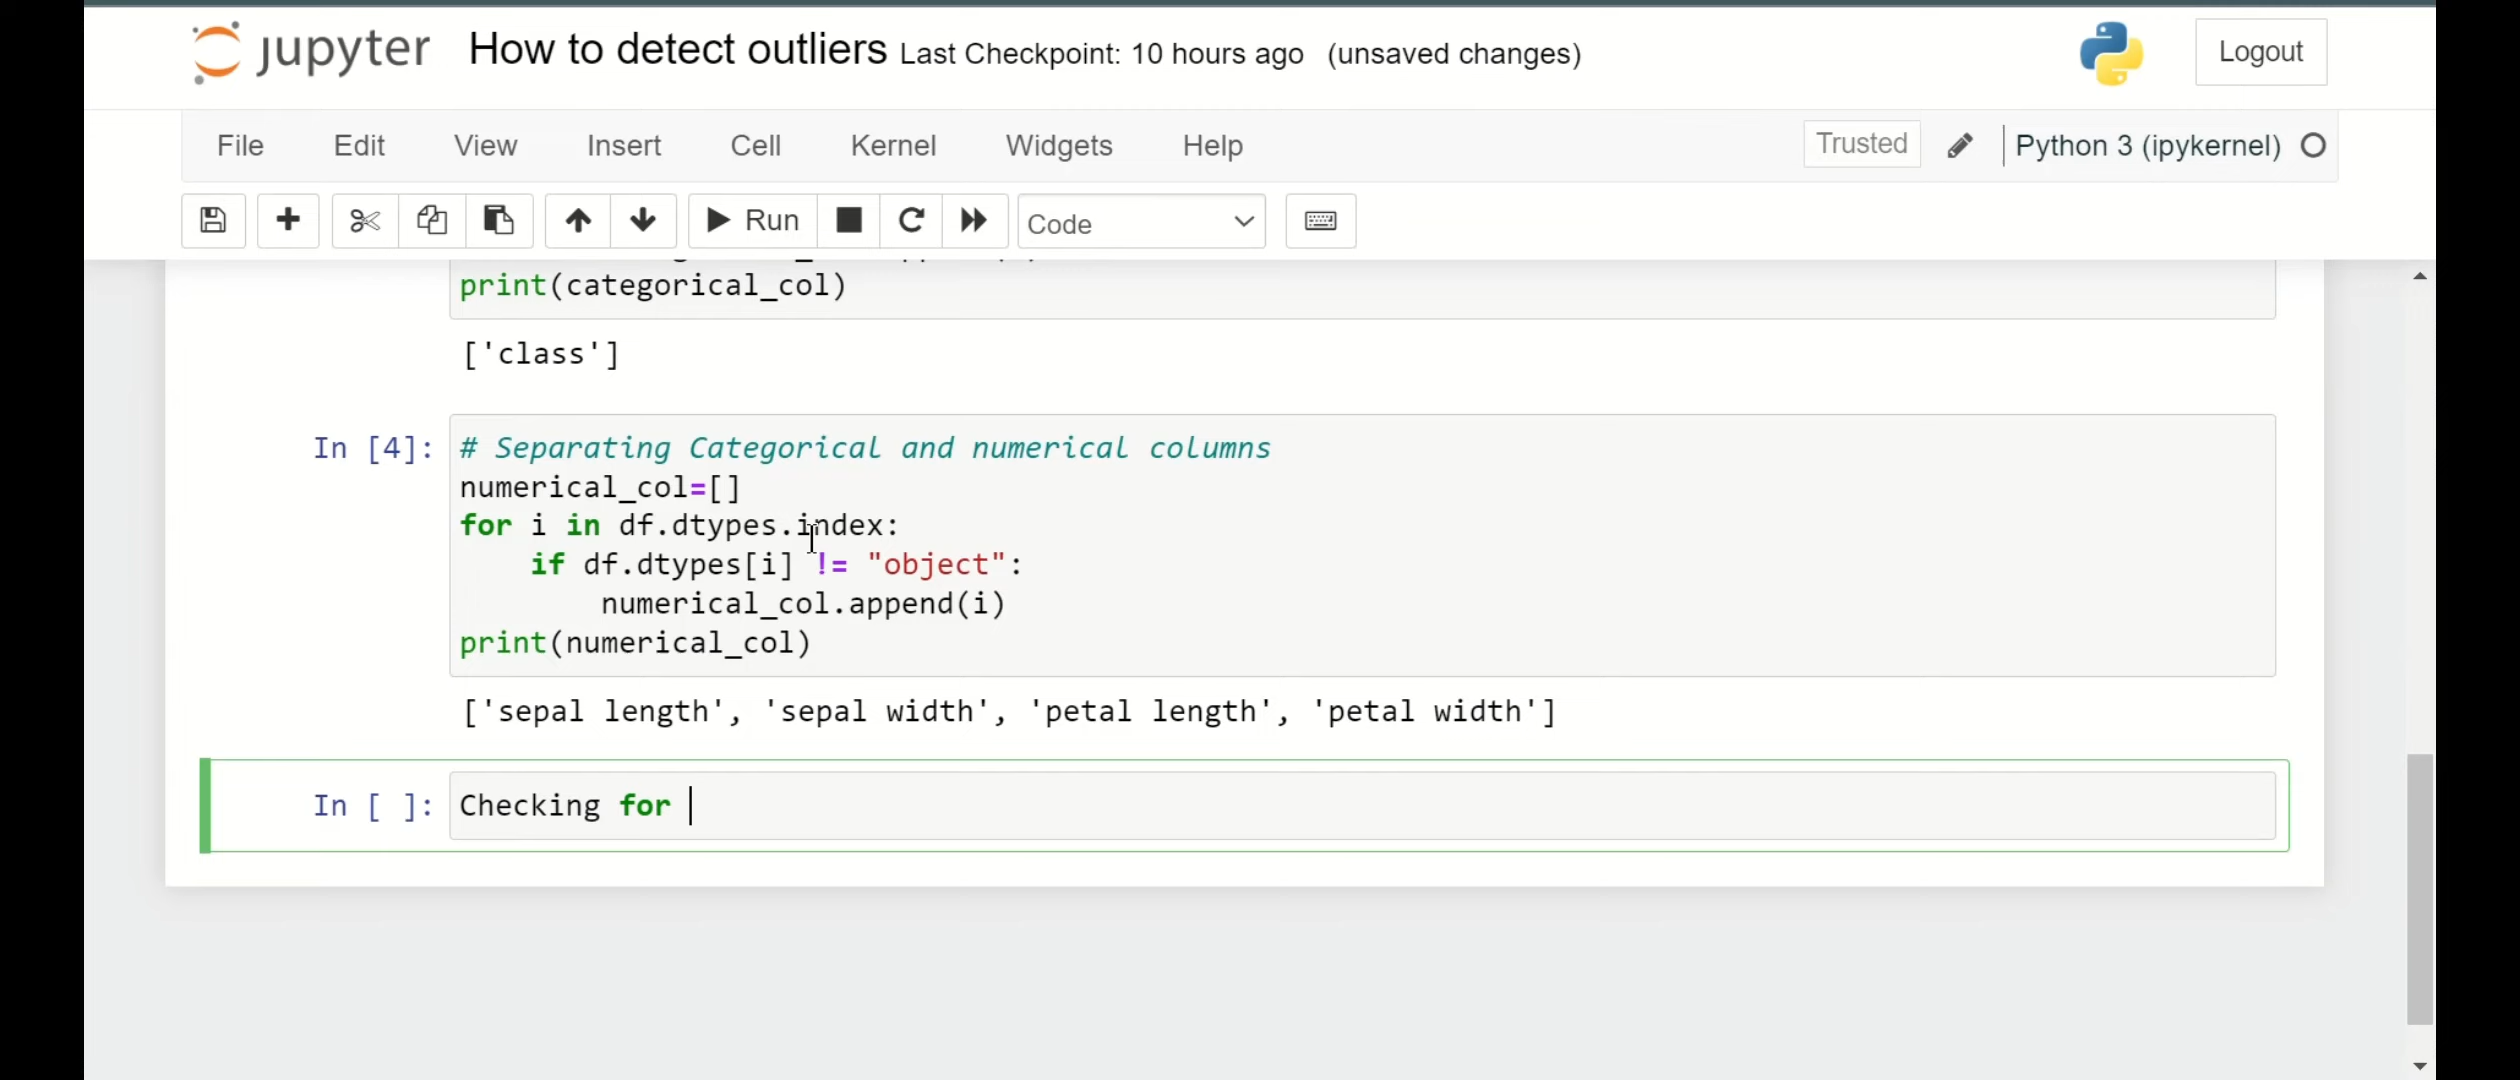 jupyter How to detect outliers Last Checkpoint: 10 hours ago (unsaved changes) Logout
File Edit View Insert Cell Kernel Widgets Help Trusted Python 3 (ipykernel)
Run Code
print(categorical_col)
['class']
In [4]: # Separating Categorical and numerical columns
numerical_col=[]
for i in df.dtypes.index:
    if df.dtypes[i] != "object":
        numerical_col.append(i)
print(numerical_col)
['sepal length', 'sepal width', 'petal length', 'petal width']
In [ ]: Checking for